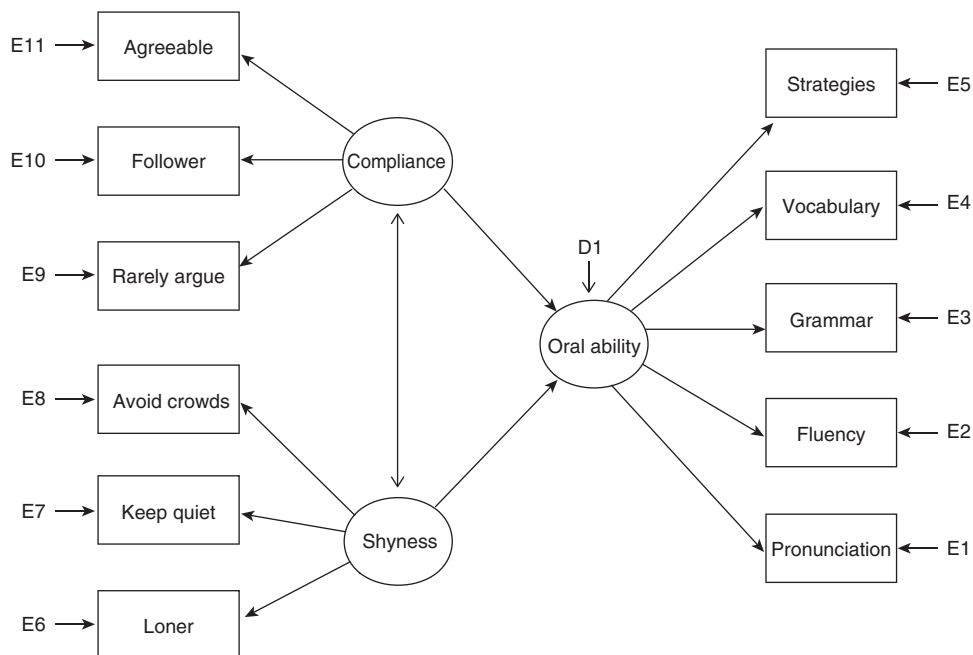 E11
Agreeable
E10
Follower
E9
Rarely argue
E8
Avoid crowds
E7
Keep quiet
E6
Loner
Compliance
Shyness
D1
Oral ability
Strategies
E5
Vocabulary
E4
Grammar
E3
Fluency
E2
Pronunciation
E1